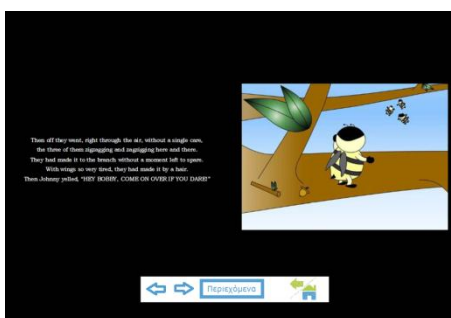 Then off they went, right through the air, without a single care,
the three of them zigzagging and zagzigging here and there.
They had made it to the branch without a moment left to spare.
With wings so very tired, they had made it by a hair.
Then Johnny yelled, "HEY BOBBY, COME ON OVER IF YOU DARE!"
Περιεχόμενα